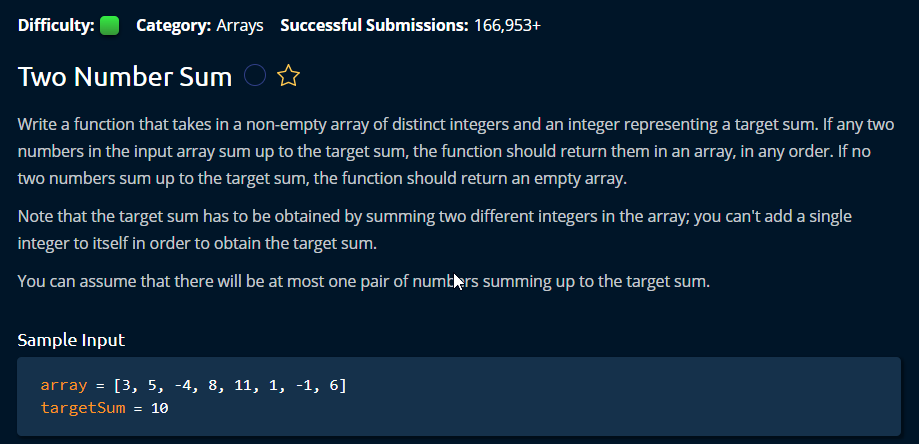 Difficulty: Category: Arrays Successful Submissions: 166,953+
Two Number Sum
Write a function that takes in a non-empty array of distinct integers and an integer representing a target sum. If any two
numbers in the input array sum up to the target sum, the function should return them in an array, in any order. If no
two numbers sum up to the target sum, the function should return an empty array.
Note that the target sum has to be obtained by summing two different integers in the array; you can't add a single
integer to itself in order to obtain the target sum.
You can assume that there will be at most one pair of numbers summing up to the target sum.
Sample Input
array = [3, 5, -4, 8, 11, 1, -1, 6]
targetSum = 10